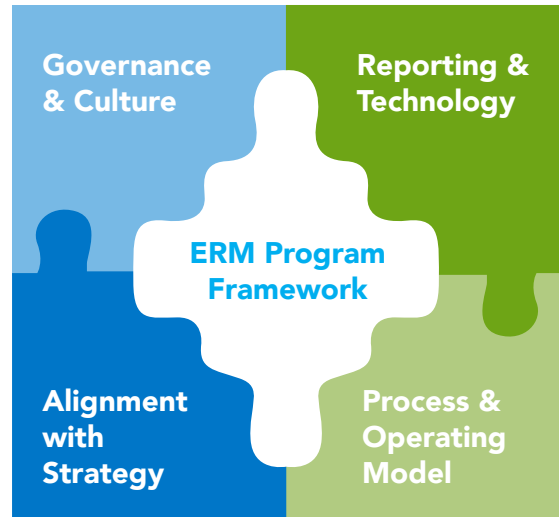 Governance
& Culture
Reporting &
Technology
ERM Program
Framework
Alignment
with
Strategy
Process &
Operating
Model